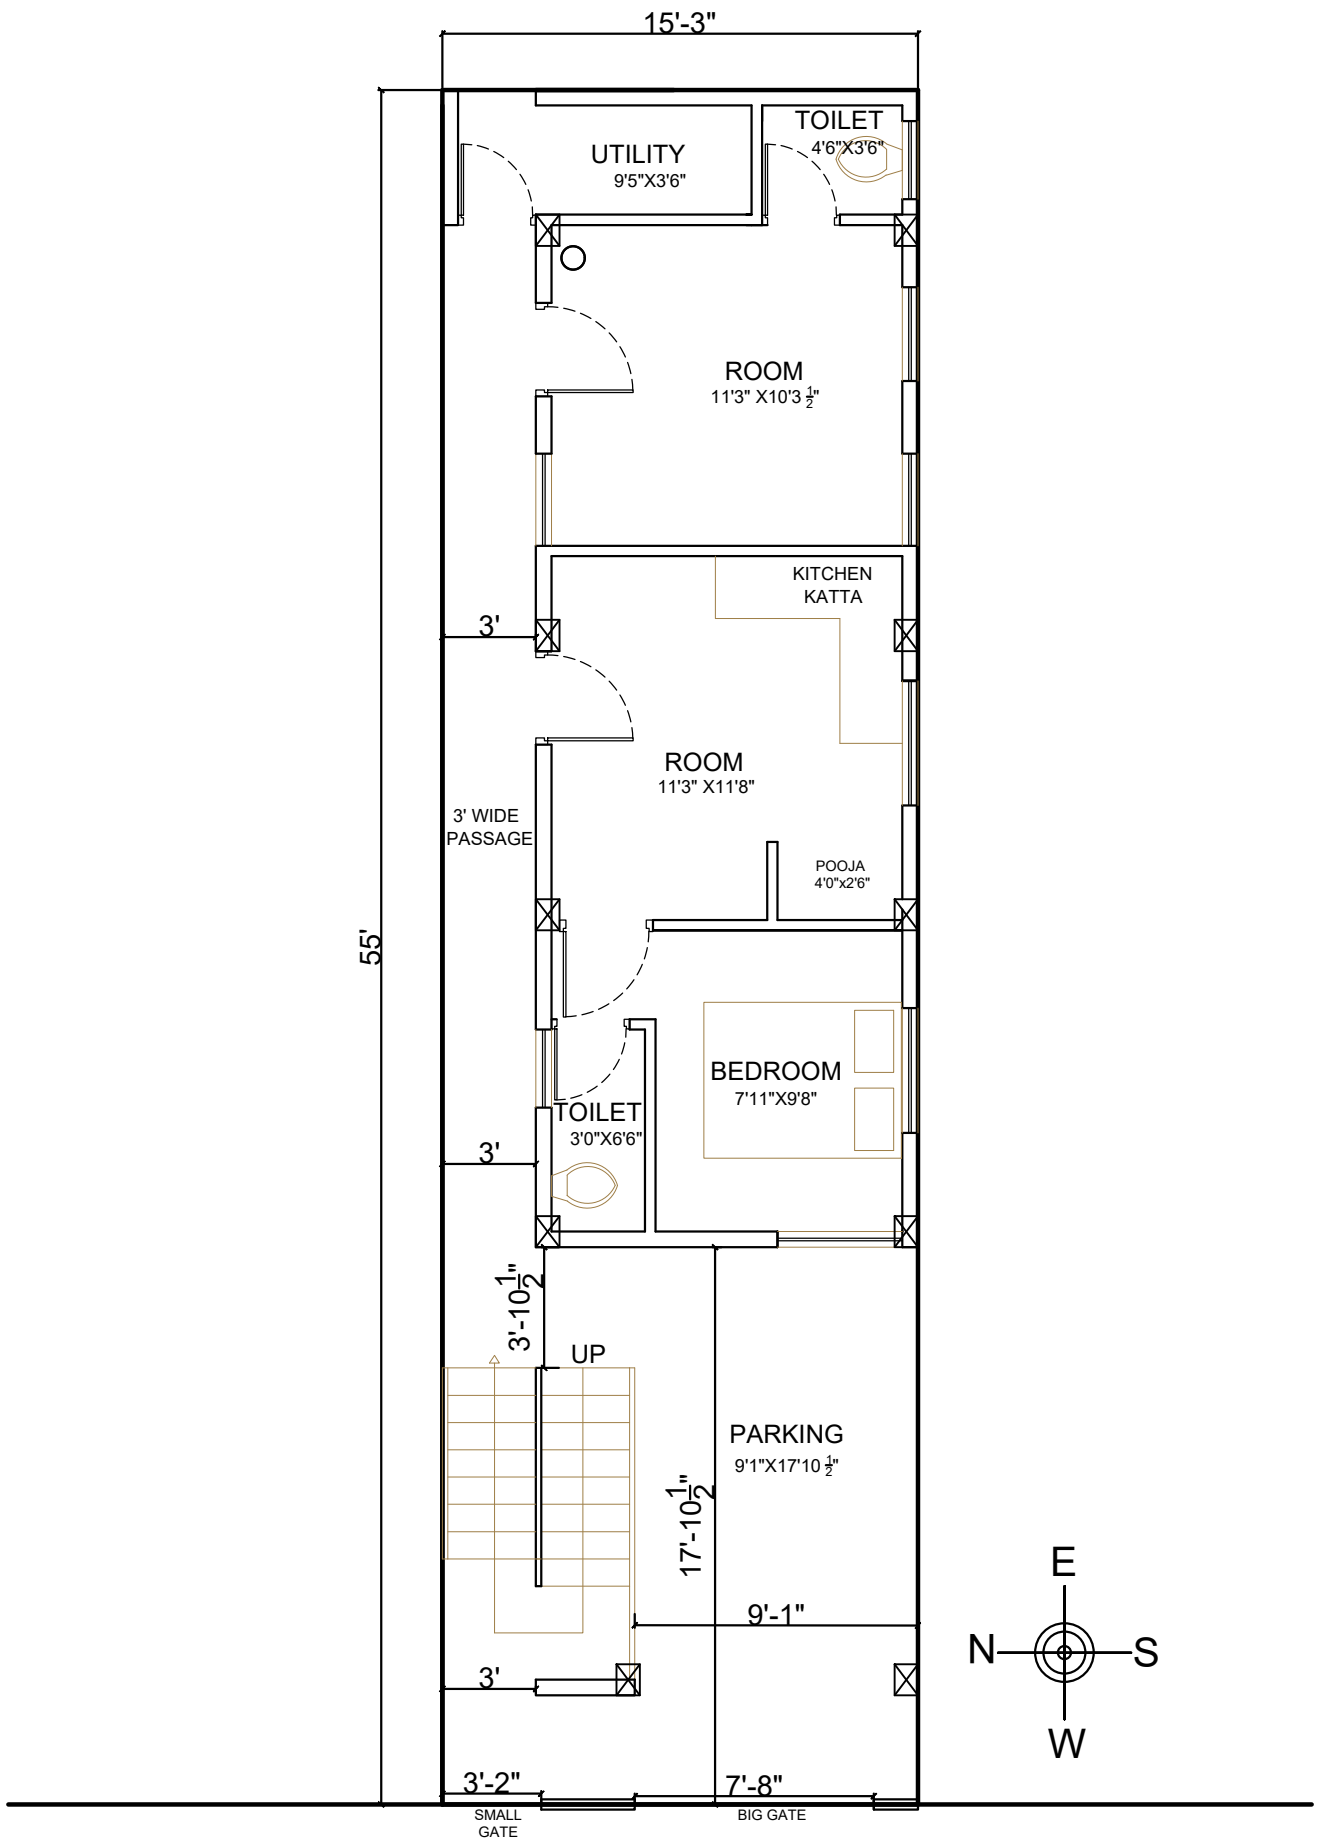 15'-3"
TOILET
4'6"X3'6"
UTILITY
9'5"X3'6"
ROOM
11'3" X10'3 1/2"
KITCHEN
KATTA
3'
ROOM
11'3" X11'8"
3' WIDE
PASSAGE
POOJA
4'0"x2'6"
55'
BEDROOM
7'11"X9'8"
TOILET
3'0"X6'6"
3'
3'-10 1/2"
UP
PARKING
9'1"X17'10 1/2"
17'-10 1/2"
9'-1"
3'
E
N
S
W
3'-2"
7'-8"
SMALL
GATE
BIG GATE